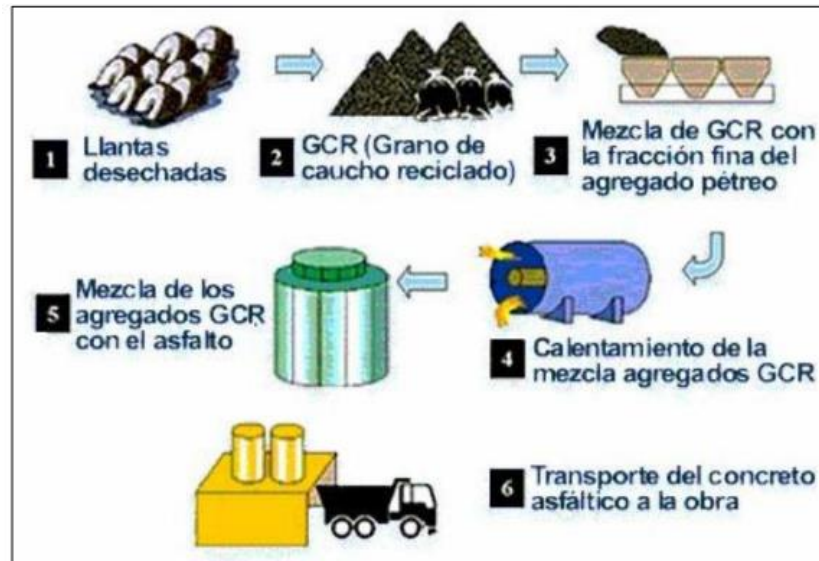 1 Llantas
desechadas
2 GCR (Grano de
caucho reciclado)
3 Mezcla de GCR con
la fracción fina del
agregado pétreo
4 Calentamiento de la
mezcla agregados GCR
5 Mezcla de los
agregados GCR
con el asfalto
6 Transporte del concreto
asfáltico a la obra